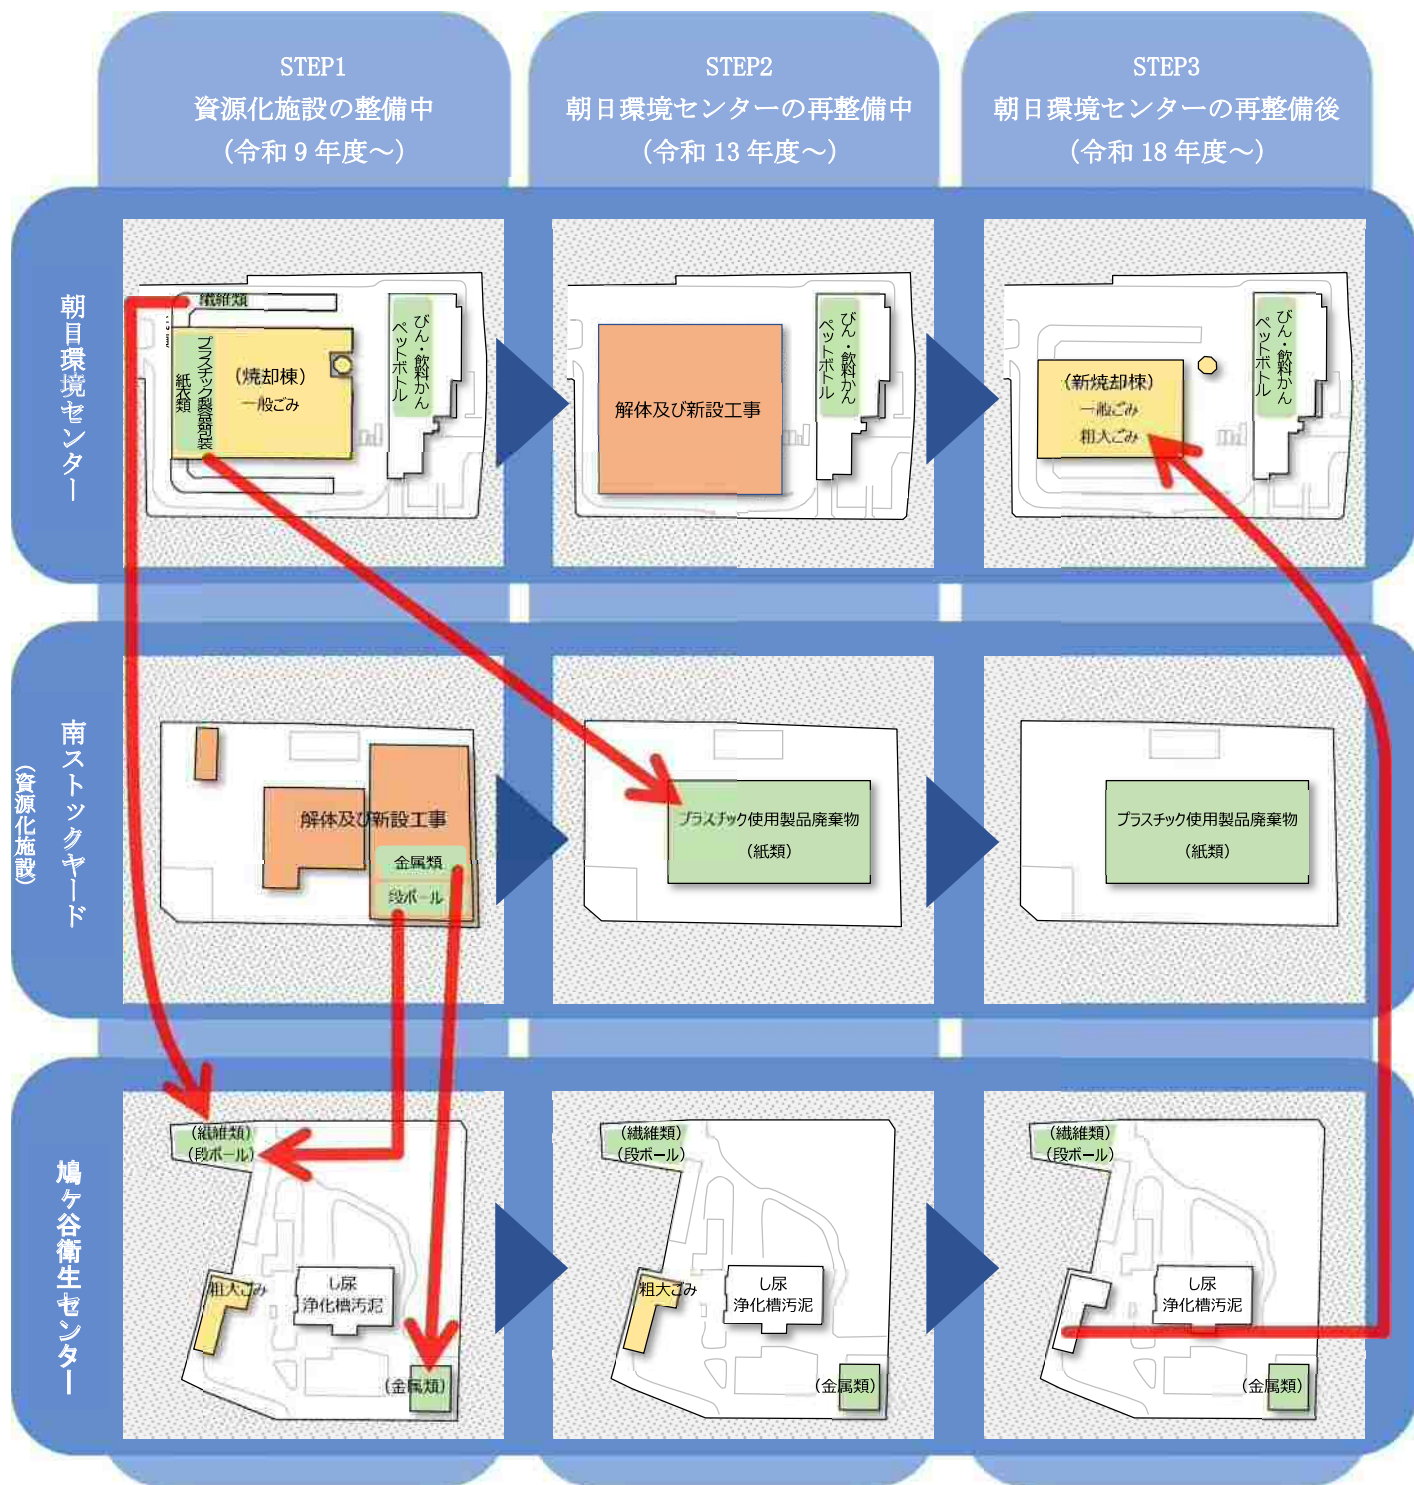 STEP1
資源化施設の整備中
（令和 9 年度～）
STEP2
朝日環境センターの再整備中
（令和 13 年度～）
STEP3
朝日環境センターの再整備後
（令和 18 年度～）
朝日環境センター
繊維類
プラスチック製容器包装
紙衣類
（焼却棟）
一般ごみ
びん・飲料かん
ペットボトル
解体及び新設工事
びん・飲料かん
ペットボトル
（新焼却棟）
一般ごみ
粗大ごみ
びん・飲料かん
ペットボトル
南ストックヤード
（資源化施設）
解体及び新設工事
金属類
段ボール
プラスチック使用製品廃棄物
（紙類）
プラスチック使用製品廃棄物
（紙類）
鳩ヶ谷衛生センター
（繊維類）
（段ボール）
粗大ごみ
し尿
浄化槽汚泥
（金属類）
（繊維類）
（段ボール）
粗大ごみ
し尿
浄化槽汚泥
（金属類）
（繊維類）
（段ボール）
し尿
浄化槽汚泥
（金属類）